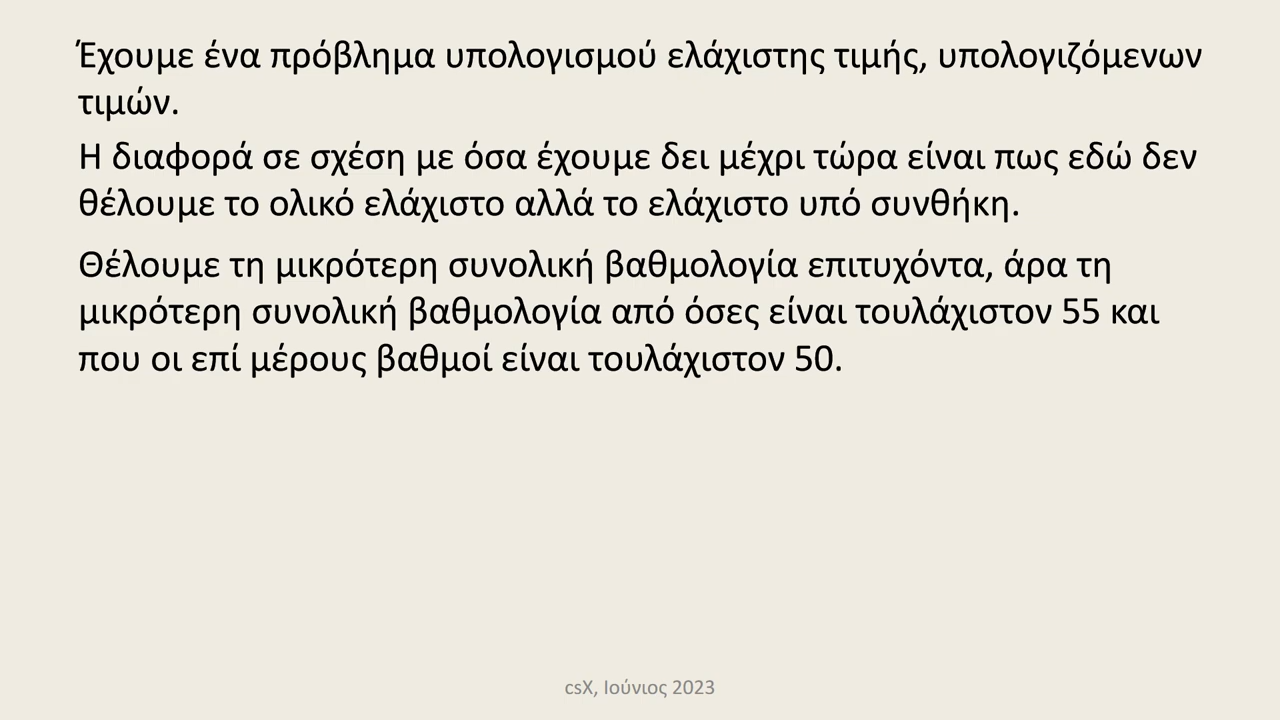 Έχουμε ένα πρόβλημα υπολογισμού ελάχιστης τιμής, υπολογιζόμενων
τιμών.
Η διαφορά σε σχέση με όσα έχουμε δει μέχρι τώρα είναι πως εδώ δεν
θέλουμε το ολικό ελάχιστο αλλά το ελάχιστο υπό συνθήκη.
Θέλουμε τη μικρότερη συνολική βαθμολογία επιτυχόντα, άρα τη
μικρότερη συνολική βαθμολογία από όσες είναι τουλάχιστον 55 και
που οι επί μέρους βαθμοί είναι τουλάχιστον 50.
csX, Ιούνιος 2023